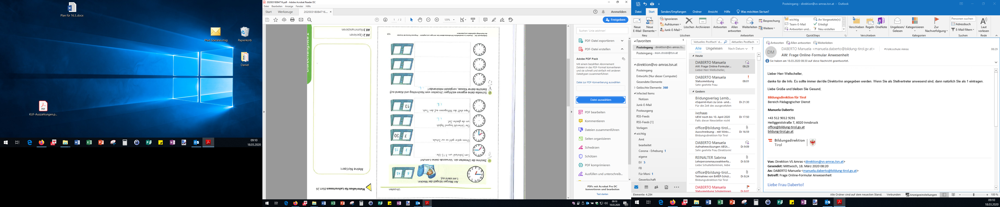 Plan für 16.3..docx
Pfad Sokrates.msg
Papierkorb
Daniel
KUF-Auszahlungen.p...
09:10
18.03.2020
20200318084716.pdf - Adobe Acrobat Reader DC
Datei Bearbeiten Anzeige Fenster Hilfe
Start Werkzeuge 20200318084716.... × Anmelden
1 / 2 125% Freigeben
Materialien für LehrerInnen Blatt 26
Meine Notizen:
AK 2 Operieren
AK 3 Kommunizieren
Uhrzeiten
Am Morgen klingelt der Wecker.
Leni steht auf.
6 45
1 Zeichne die Uhrzeiten ein. Verwende deine Lernuhr!
Leni frühstückt um 7.15 Uhr.
7 15
Etwas später geht sie zur Schule.
7 30
Der Unterricht beginnt täglich
um die gleiche Zeit.
Papa stellt das Mittagessen auf den Tisch.
13
2 Schreibe deine eigenen wichtigen Uhrzeiten vom Nachmittag und Abend auf!
Berichte deiner Klasse, vergleicht miteinander!
101
Suchen 'Linie zeichnen'
PDF-Datei exportieren
PDF-Datei erstellen
Adobe PDF Pack
Mit einem bezahlten Abonnement
Dateien in das PDF-Format konvertieren
und sie schnell und einfach mit anderen
Dateitypen zusammenführen
Datei zur PDF-Konvertierung auswählen
Datei auswählen
PDF bearbeiten
Kommentieren
Dateien zusammenführen
Seiten organisieren
Schwärzen
Schützen
PDF komprimieren
Ausfüllen und unterschreib...
PDFs mit Acrobat Pro DC
konvertieren und bearbeiten
Test starten
09:10
18.03.2020
Posteingang - direktion@vs-amras.tsn.at - Outlook
Datei Start Senden/Empfangen Ordner Ansicht Hilfe Was möchten Sie tun?
Neue E-Mail
Neue Elemente
Neu
Ignorieren
Aufräumen
Junk-E-Mail
Löschen Archivieren
Löschen
Antworten Allen antworten Weiterleiten
Besprechung
Weitere
Antworten
wichtig An Vorgesetzte(n)
Team-E-Mail Erledigt
Antworten und... Neu erstellen
QuickSteps
Verschieben Regeln OneNote
Verschieben
Ungelesen/Gelesen Kategorisieren Zur Nachverfolgung
Kategorien
Personen suchen
Adressbuch
E-Mail filtern
Suchen
Laut vorlesen
Rede
Favoriten
Posteingang - direktion@vs-amras.ts...
Posteingang - mon.strobl@tsn.at
direktion@vs-amras.tsn.at
Posteingang
Entwürfe (Nur dieser Computer)
Gesendete Elemente
Gelöschte Elemente 360
Infected Items
Notizen
Junk-E-Mail
Postausgang
RSS-Feeds
RSS-Feeds [1]
Vorlagen
wichtig
Amt
bearbeitet
Corona - Erhebung 1
eigene
EV 5
FB
Für Moni 1
Gewerkschaft
"Aktuelles Postfach" d... Aktuelles Postfach
Alle Ungelesen Nach Datum
Heute
DABERTO Manuela
AW: Frage Online-Formular... 08:29
Lieber Herr Wellscheller,
DABERTO Manuela
Statusmeldung 08:01
Sehr geehrte Frau
Gestern
Bildungsverlag Lemb...
eSquirrel-Kurs zu Lese- und... Di 21:30
Für die Zeit des ausgesetzten
ivohaas
UEW noch bis 10. April 2020 Di 17:50
Falls dieser Newsletter nicht
office@bildung-tirol....
Ausschreibung: - mit Wirks... Di 16:59
Bildungsdirektion für Tirol
DABERTO Manuela
Aufnahmesitzungen ABSA... Di 9:09
Sehr geehrte Frau Direktorin!
REINALTER Sabrina
Lehrpersonenauswahlverfa... Di 8:59
Liebe Schulleiterinnen, liebe
office@bildung-tirol....
Teilnahme von BAfEP-Schül... Di 8:24
Bildungsdirektion für Tirol
DABERTO Manuela
Statusmeldung SchülerInnen Di 8:07
Antworten Allen antworten Weiterleiten
DM
DABERTO Manuela <manuela.daberto@bildung-tirol.gv.at> #Volksschule Amras 08:29
AW: Frage Online-Formular Anwesenheit
Sie haben am 18.03.2020 08:30 auf diese Nachricht geantwortet.
Lieber Herr Wellscheller,
danke für die Info. Es sollte immer der/die DirektorInn angegeben werden. Wenn Sie als Stellvertreter anwesend sind, dann natürlich Sie als 1 eintragen.
Liebe Grüße und bleiben Sie Gesund,
Bildungsdirektion für Tirol
Bereich Pädagogischer Dienst
Manuela Daberto
+43 512 9012 9291
Heiliggeiststraße 7, 6020 Innsbruck
office@bildung-tirol.gv.at
bildung-tirol.gv.at
Bildungsdirektion
Tirol
Von: Direktion VS Amras <direktion@vs-amras.tsn.at>
Gesendet: Mittwoch, 18. März 2020 08:20
An: DABERTO Manuela <manuela.daberto@bildung-tirol.gv.at>
Betreff: Frage Online-Formular Anwesenheit
Liebe Frau Daberto!
Elemente: 4.284 Alle Ordner sind auf dem neuesten Stand. Verbunden Anzeigeeinstellungen 100 %
09:10
18.03.2020